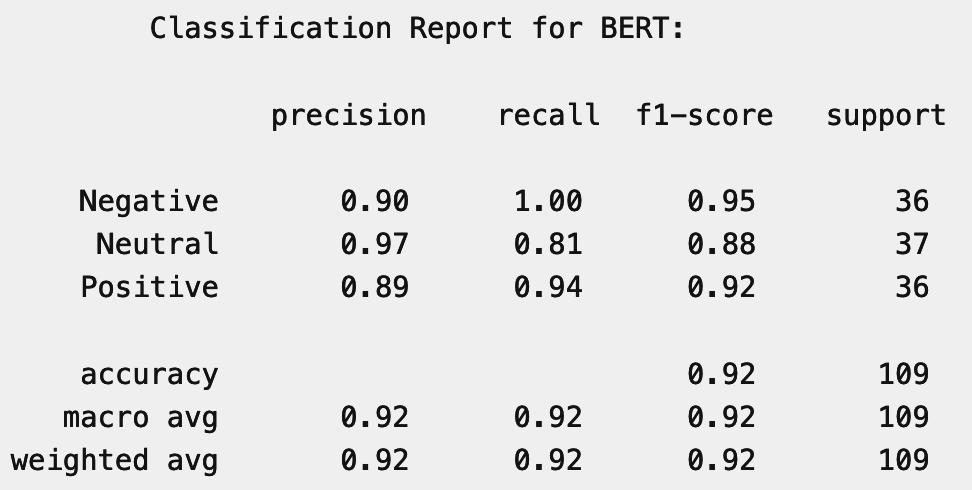 Classification Report for BERT:
precision recall f1-score support
Negative 0.90 1.00 0.95 36
Neutral 0.97 0.81 0.88 37
Positive 0.89 0.94 0.92 36
accuracy 0.92 109
macro avg 0.92 0.92 0.92 109
weighted avg 0.92 0.92 0.92 109